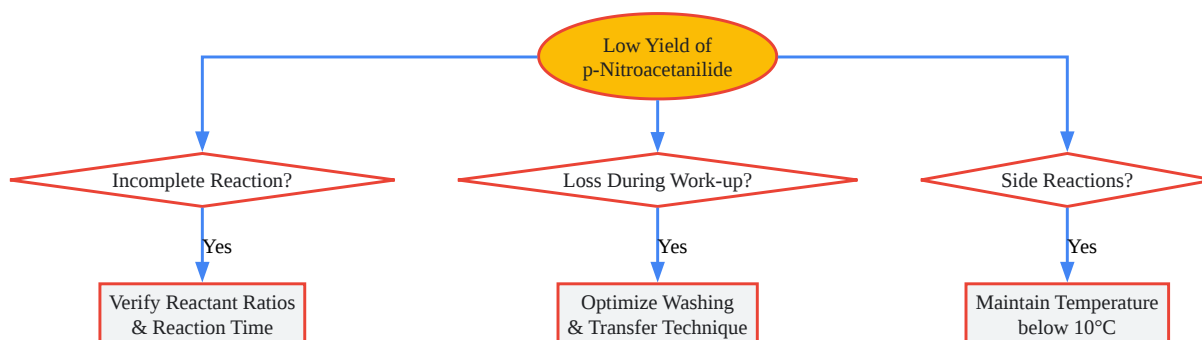 Low Yield of
p-Nitroacetanilide
Incomplete Reaction?
Loss During Work-up?
Side Reactions?
Yes
Yes
Yes
Verify Reactant Ratios
& Reaction Time
Optimize Washing
& Transfer Technique
Maintain Temperature
below 10°C